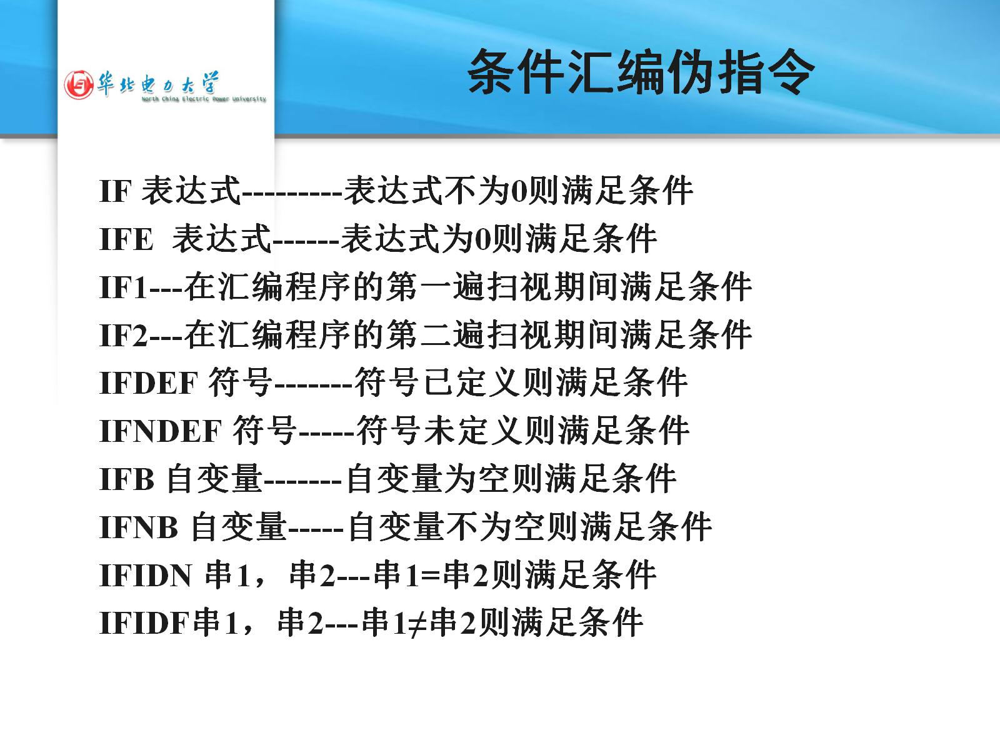 华北电力大学
North China Electric Power University
条件汇编伪指令
IF 表达式---------表达式不为0则满足条件
IFE 表达式------表达式为0则满足条件
IF1---在汇编程序的第一遍扫视期间满足条件
IF2---在汇编程序的第二遍扫视期间满足条件
IFDEF 符号-------符号已定义则满足条件
IFNDEF 符号-----符号未定义则满足条件
IFB 自变量-------自变量为空则满足条件
IFNB 自变量-----自变量不为空则满足条件
IFIDN 串1，串2---串1=串2则满足条件
IFIDF串1，串2---串1≠串2则满足条件